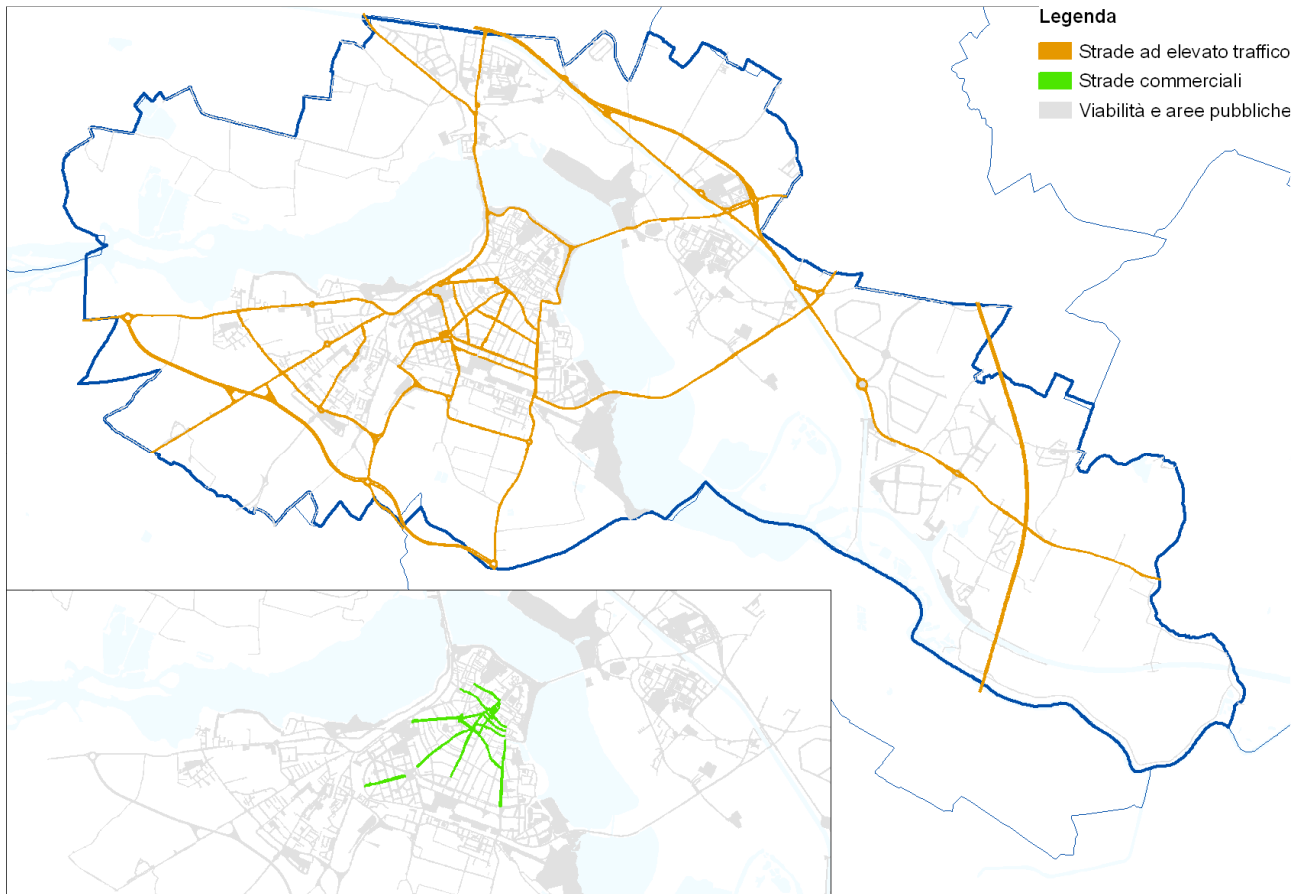 Legenda
Strade ad elevato traffico
Strade commerciali
Viabilità e aree pubbliche